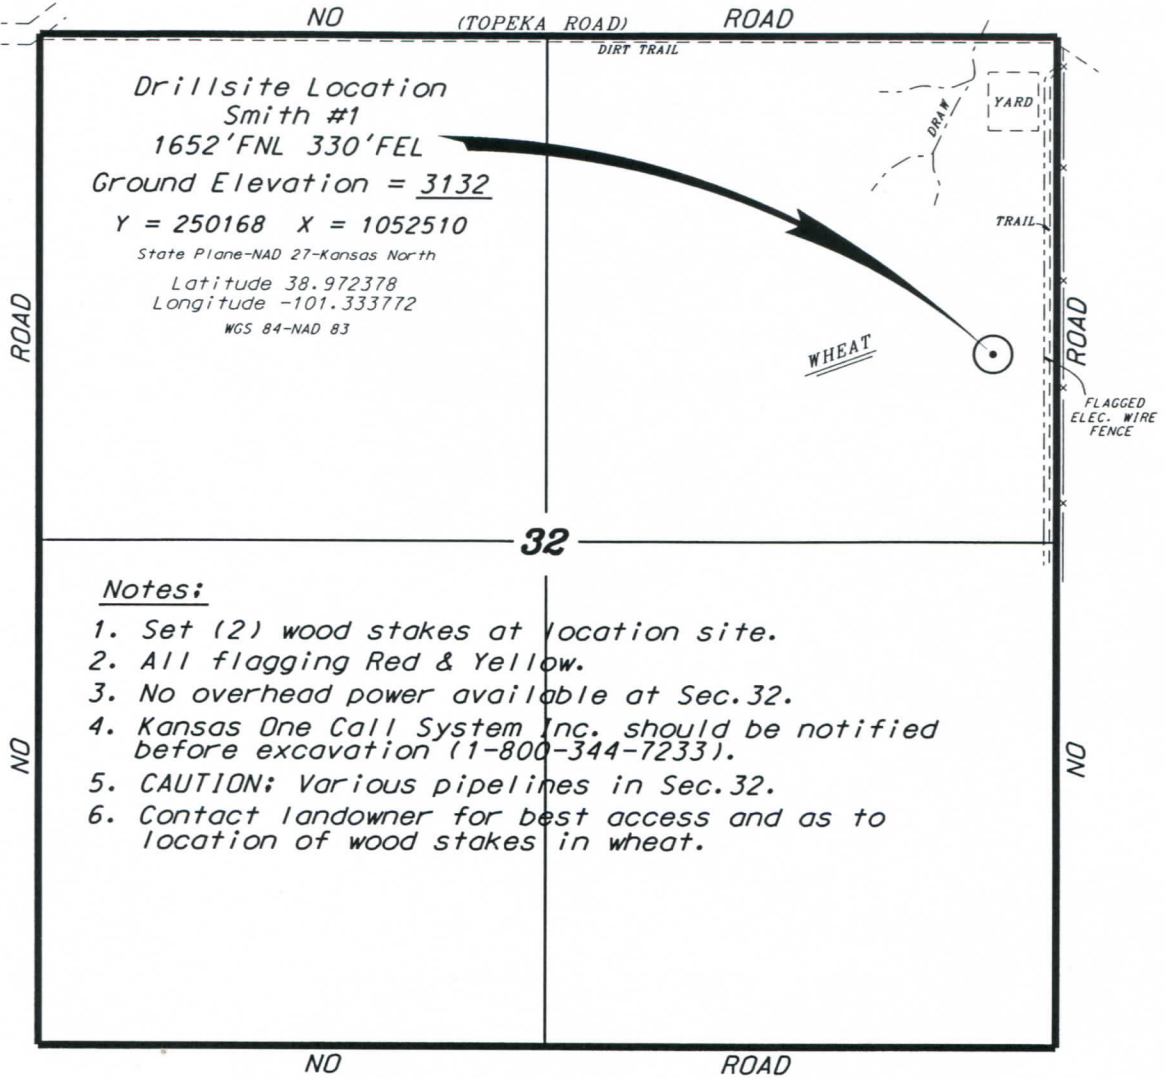 NO (TOPEKA ROAD) ROAD
DIRT TRAIL
Drillsite Location
Smith #1
1652'FNL 330'FEL
Ground Elevation = 3132
Y = 250168 X = 1052510
State Plane-NAD 27-Kansas North
Latitude 38.972378
Longitude -101.333772
WGS 84-NAD 83
YARD
DRAW
TRAIL
ROAD
ROAD
WHEAT
FLAGGED
ELEC. WIRE
FENCE
32
Notes:
1. Set (2) wood stakes at location site.
2. All flagging Red & Yellow.
3. No overhead power available at Sec.32.
4. Kansas One Call System Inc. should be notified
before excavation (1-800-344-7233).
5. CAUTION: Various pipelines in Sec.32.
6. Contact landowner for best access and as to
location of wood stakes in wheat.
NO
NO
NO ROAD